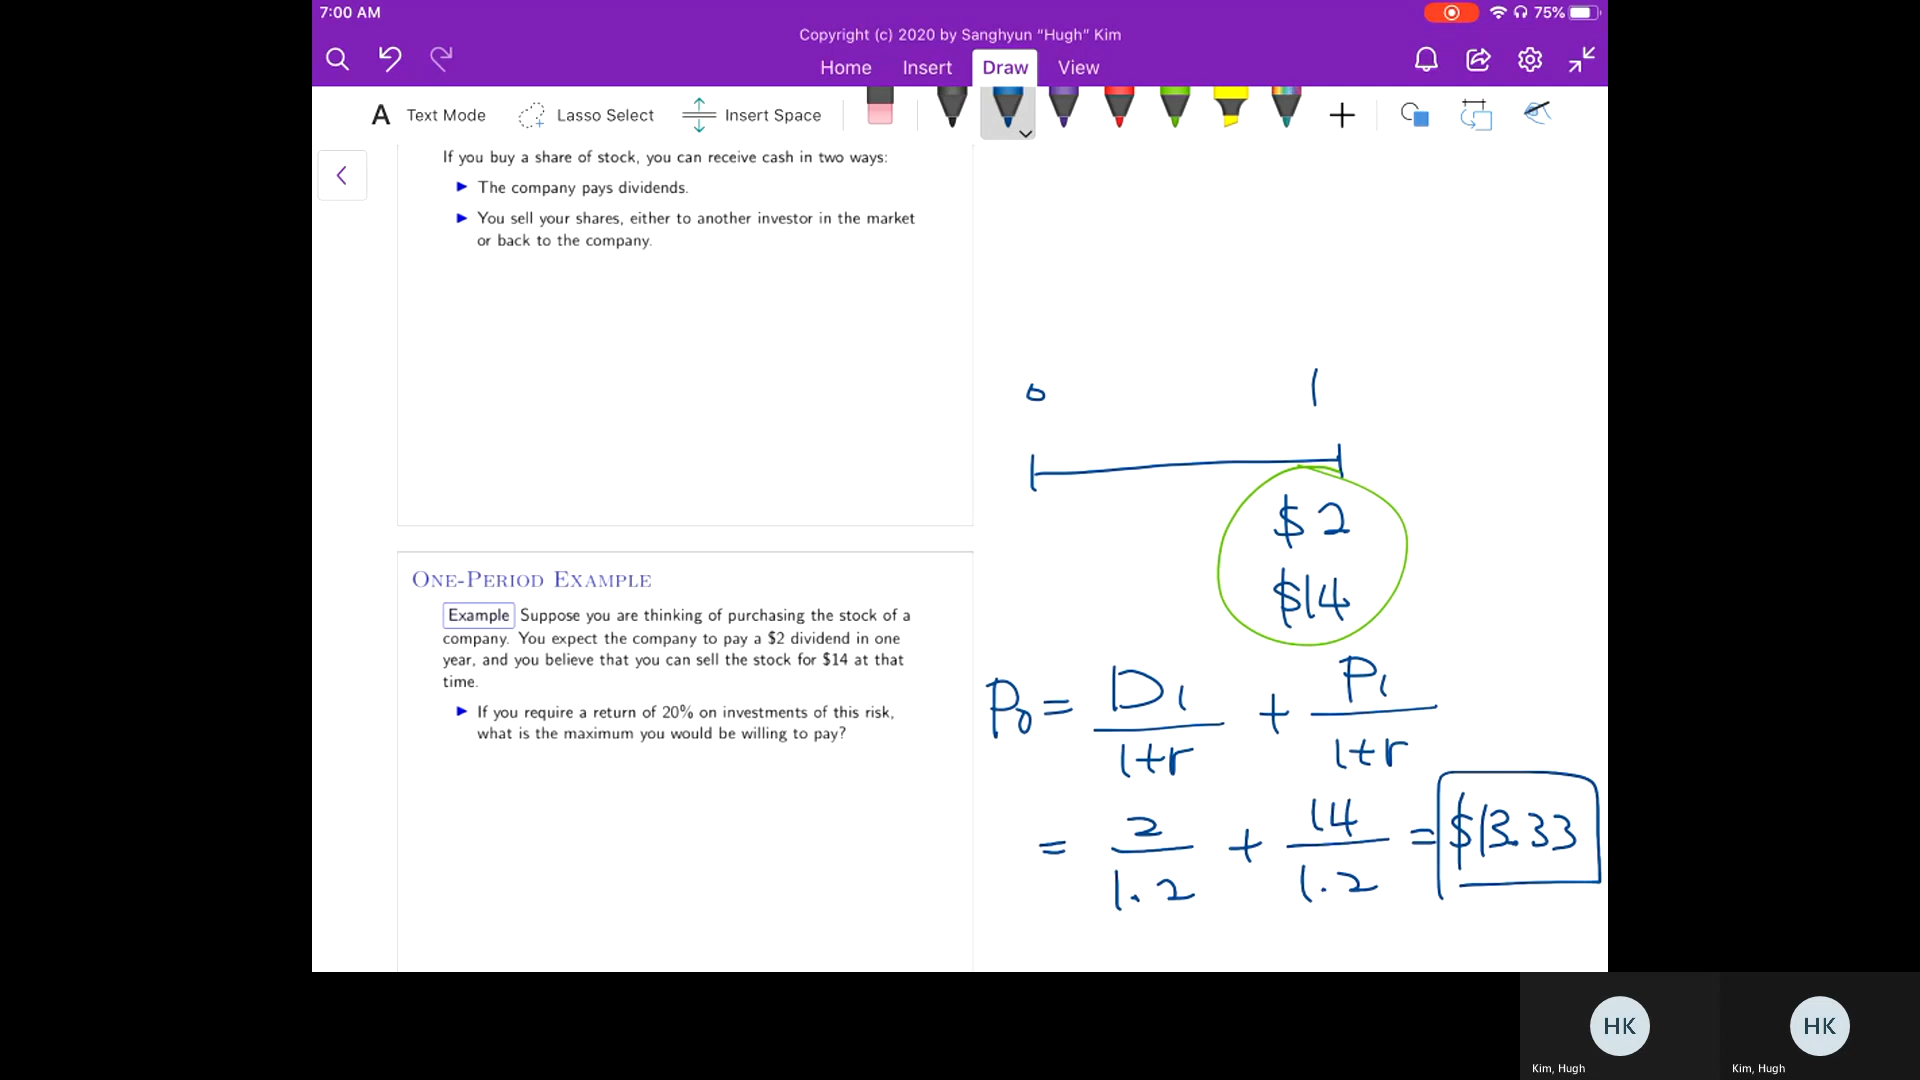 7:00 AM
75%
Copyright (c) 2020 by Sanghyun “Hugh” Kim
Home Insert Draw View
A Text Mode Lasso Select Insert Space
If you buy a share of stock, you can receive cash in two ways:
The company pays dividends.
You sell your shares, either to another investor in the market
or back to the company.
0 1
$2
$14
One-Period Example
Example Suppose you are thinking of purchasing the stock of a
company. You expect the company to pay a $2 dividend in one
year, and you believe that you can sell the stock for $14 at that
time.
If you require a return of 20% on investments of this risk,
what is the maximum you would be willing to pay?
P0 = D1 / 1+r + P1 / 1+r
= 2 / 1.2 + 14 / 1.2 = $13.33
HK HK
Kim, Hugh Kim, Hugh